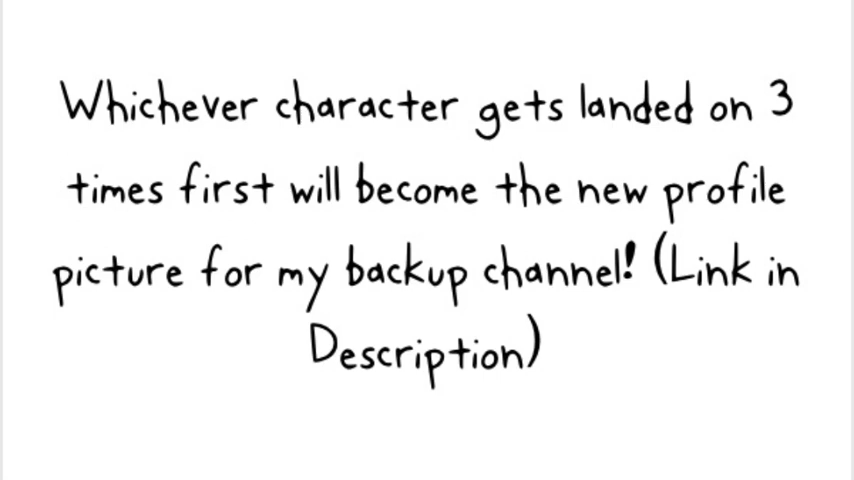 Whichever character gets landed on 3
times first will become the new profile
picture for my backup channel! (Link in
Description)